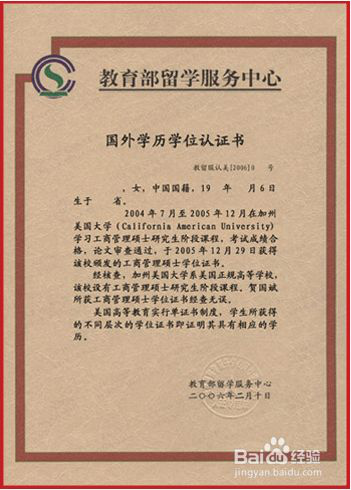 教育部留学服务中心
国外学历学位认证书
教留服认美[2006]0 号
，女，中国国籍，19 年 月6日
生于 省。
2004年7月至2005年12月在加州
美国大学(California American University)
学习工商管理硕士研究生阶段课程，考试成绩合
格，论文审查通过，于2005年12月29日获得
该校颁发的工商管理硕士学位证书。
经核查，加州美国大学系美国正规高等学校，
该校设有工商管理硕士研究生阶段课程。贺国斌
所获工商管理硕士学位证书经查无误。
美国高等教育实行单证书制度，学生所获得
的不同层次的学位证书即证明其具有相应的学
历。
教育部留学服务中心
二〇〇六年二月十日
Baidu经验
jingyan.baidu.com